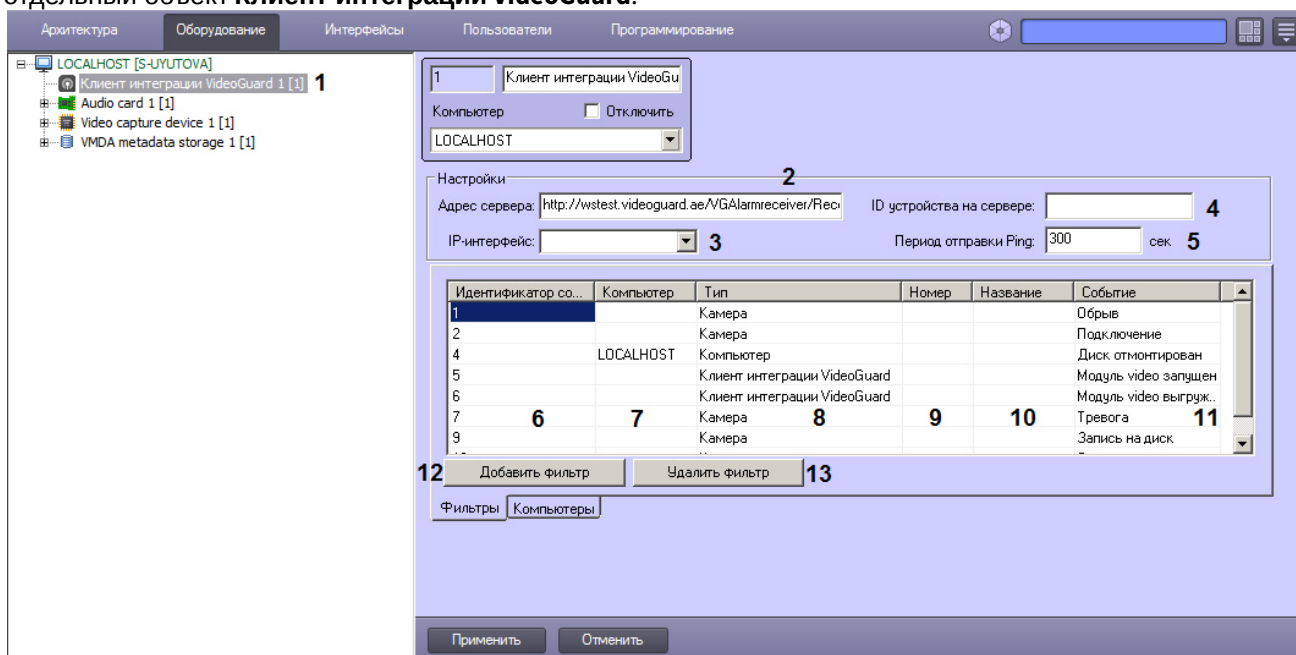 отдельный объект Клиент интеграции VideoGuard.
Архитектура Оборудование Интерфейсы Пользователи Программирование
LOCALHOST [S-UYUTOVA]
Клиент интеграции VideoGuard 1 [1] 1
Audio card 1 [1]
Video capture device 1 [1]
VMDA metadata storage 1 [1]
1 Клиент интеграции VideoGu
Компьютер Отключить
LOCALHOST
Настройки 2
Адрес сервера: http://wstest.videoguard.ae/VGAlarmreceiver/Rec ID устройства на сервере: 4
IP-интерфейс: 3 Период отправки Ping: 300 сек 5
Идентификатор со... Компьютер Тип Номер Название Событие
1 Камера Обрыв
2 Камера Подключение
4 LOCALHOST Компьютер Диск отмонтирован
5 Клиент интеграции VideoGuard Модуль video запущен
6 Клиент интеграции VideoGuard Модуль video выгруж..
7 6 7 Камера 8 9 10 Тревога 11
9 Камера Запись на диск
12 Добавить фильтр Удалить фильтр 13
Фильтры Компьютеры
Применить Отменить